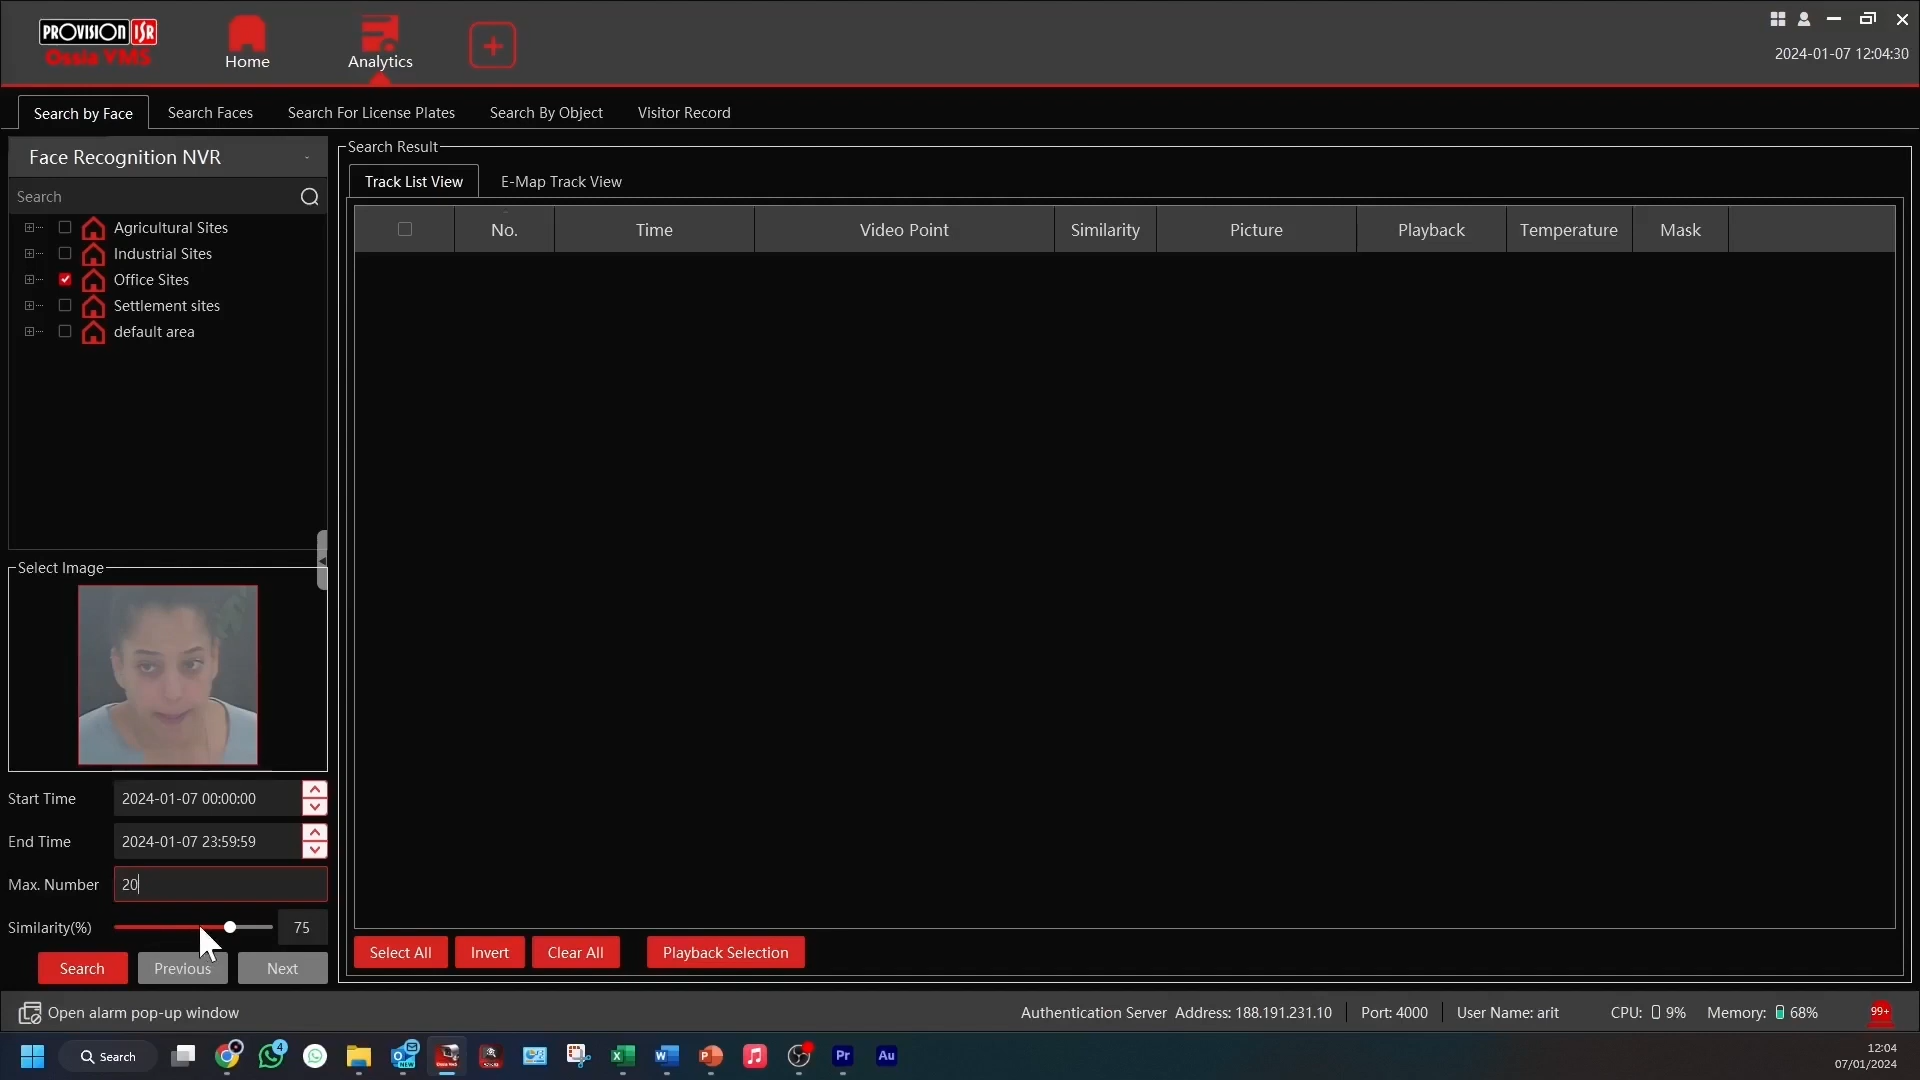 PROVISION ISR
Ossia VMS
Home
Analytics
2024-01-07 12:04:30
Search by Face
Search Faces
Search For License Plates
Search By Object
Visitor Record
Face Recognition NVR
Search
Agricultural Sites
Industrial Sites
Office Sites
Settlement sites
default area
Select Image
Start Time 2024-01-07 00:00:00
End Time 2024-01-07 23:59:59
Max. Number 20
Similarity(%) 75
Search Previous Next
Search Result
Track List View E-Map Track View
No. Time Video Point Similarity Picture Playback Temperature Mask
Select All Invert Clear All Playback Selection
Open alarm pop-up window
Authentication Server Address: 188.191.231.10 Port: 4000 User Name: arit CPU: 9% Memory: 68% 99+
Search
4
NEW
Pr
Au
12:04
07/01/2024